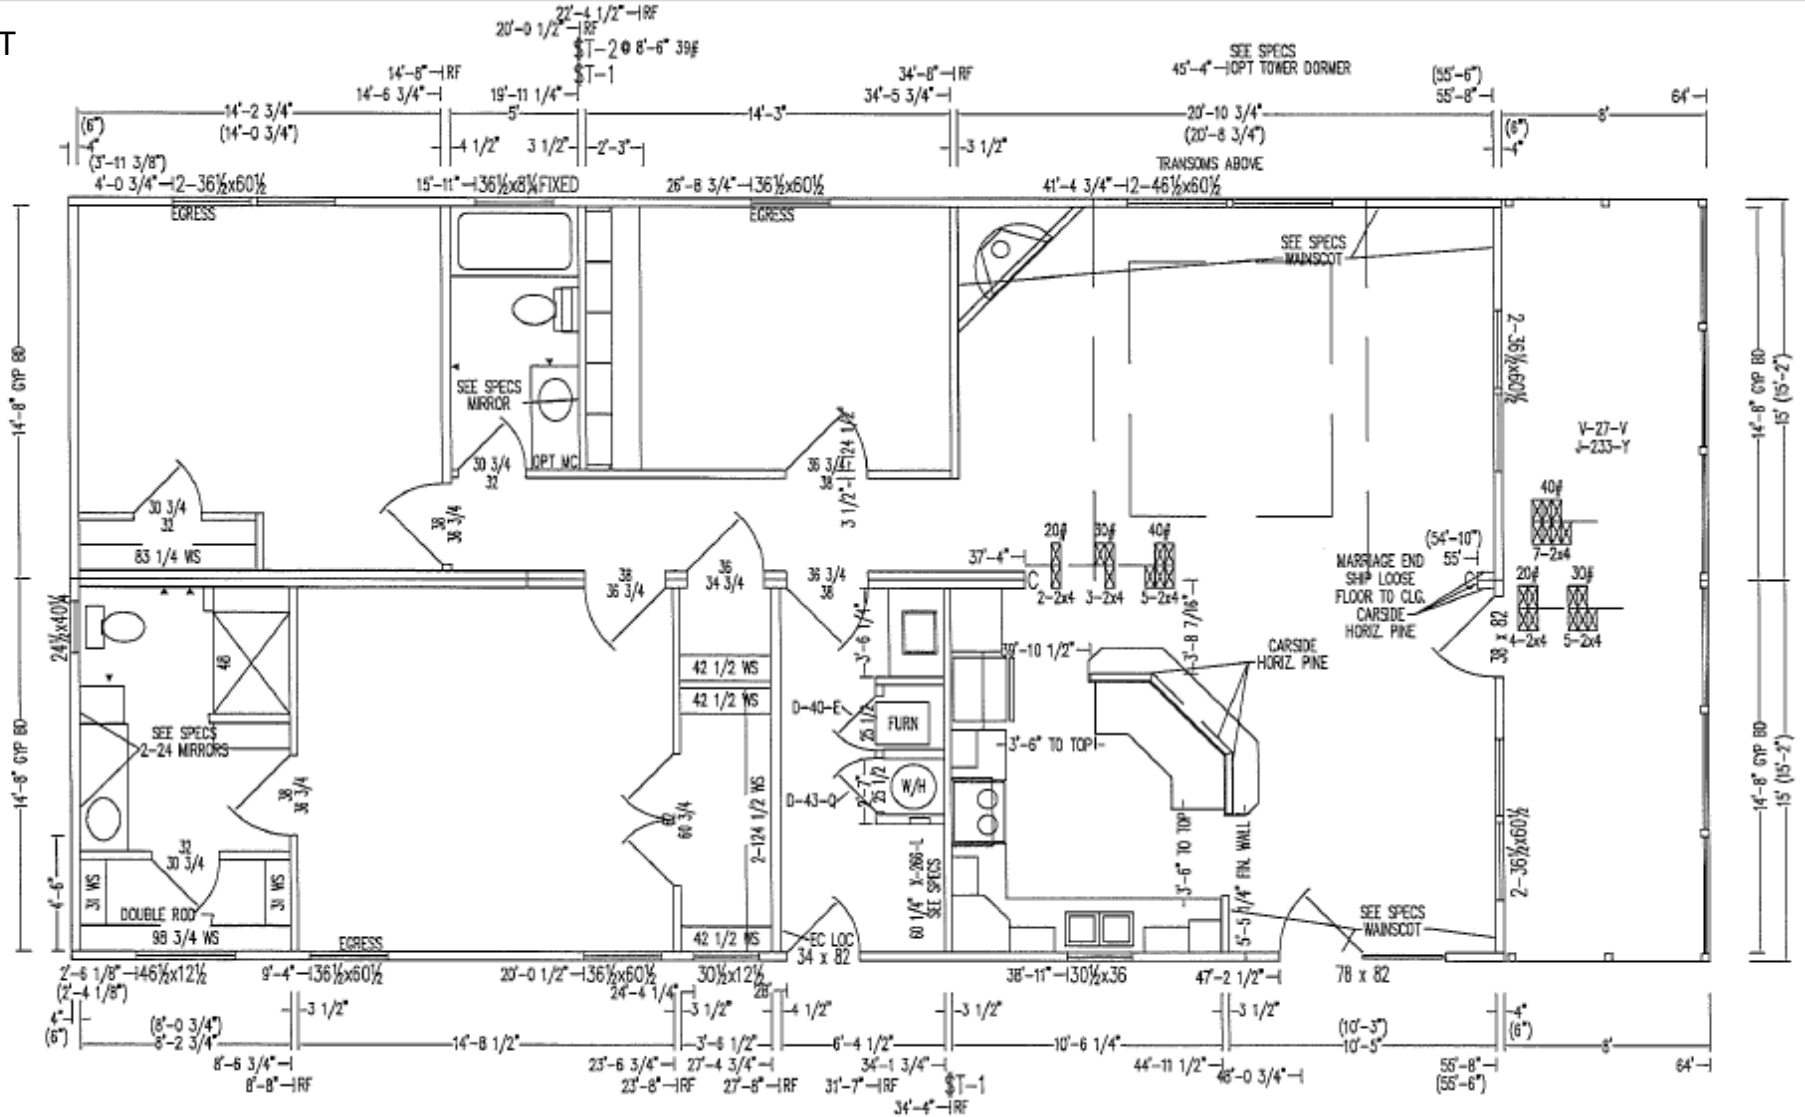 T
22'-4 1/2" RF
20'-0 1/2" RF
ST-2 @ 8'-6" 39#
ST-1
14'-8" RF
14'-6 3/4"
19'-11 1/4"
34'-8" RF
34'-5 3/4"
SEE SPECS
45'-4" OPT TOWER DORMER
(55'-6")
55'-8"
64'
14'-2 3/4"
(14'-0 3/4")
5'
14'-3"
20'-10 3/4"
(20'-8 3/4")
8'
(6")
4"
4 1/2"
3 1/2"
2'-3"
3 1/2"
(6")
4"
TRANSOMS ABOVE
(3'-11 3/8")
4'-0 3/4" 2-36½x60½
15'-11" 36½x8¼ FIXED
26'-8 3/4" 36½x60½
41'-4 3/4" 2-46½x60½
EGRESS
EGRESS
SEE SPECS
WAINSCOT
14'-8" GYP BD
2-36½x60½
14'-8" GYP BD
15' (15'-2")
SEE SPECS
MIRROR
V-27-V
J-233-Y
OPT MC
30 3/4
32
36 3/4
38
124 1/2
3 1/2"
30 3/4
32
83 1/4 WS
38
36 3/4
40#
7-2x4
20#
30#
40#
37'-4"
C
2-2x4
3-2x4
5-2x4
(54'-10")
55'
MARRIAGE END
SHIP LOOSE
FLOOR TO CLG.
CARSIDE
HORIZ. PINE
20#
30#
4-2x4
5-2x4
38
36 3/4
36
34 3/4
36 3/4
38
24½x40¼
48
3'-6 1/4"
39'-10 1/2"
3'-8 7/16"
CARSIDE
HORIZ. PINE
38 x 82
42 1/2 WS
42 1/2 WS
D-40-E
25 1/2
FURN
3'-6" TO TOP
SEE SPECS
2-24 MIRRORS
14'-8" GYP BD
14'-8" GYP BD
15' (15'-2")
38
36 3/4
60 3/4
2-124 1/2 WS
D-43-Q
2'-7"
25 1/2
W/H
3'-6" TO TOP
5'-5 1/4" FIN. WALL
2-36½x60½
32
30 3/4
4'-6"
31 WS
31 WS
DOUBLE ROD
98 3/4 WS
EGRESS
42 1/2 WS
EC LOC
34 x 82
60 1/4" X-266-L
SEE SPECS
SEE SPECS
WAINSCOT
2'-6 1/8" 46½x12½
(2'-4 1/8")
9'-4" 36½x60½
20'-0 1/2" 36½x60½
30½x12½
38'-11" 30½x36
47'-2 1/2"
78 x 82
24'-4 1/4"
28'
4"
(6")
3 1/2"
3 1/2"
4 1/2"
3 1/2"
3 1/2"
4"
(6")
(8'-0 3/4")
8'-2 3/4"
14'-8 1/2"
3'-6 1/2"
6'-4 1/2"
10'-6 1/4"
(10'-3")
10'-5"
8'
8'-6 3/4"
8'-8" RF
23'-6 3/4"
23'-8" RF
27'-4 3/4"
27'-6" RF
34'-1 3/4"
31'-7" RF
ST-1
34'-4" RF
44'-11 1/2"
48'-0 3/4"
55'-8"
(55'-6")
64'